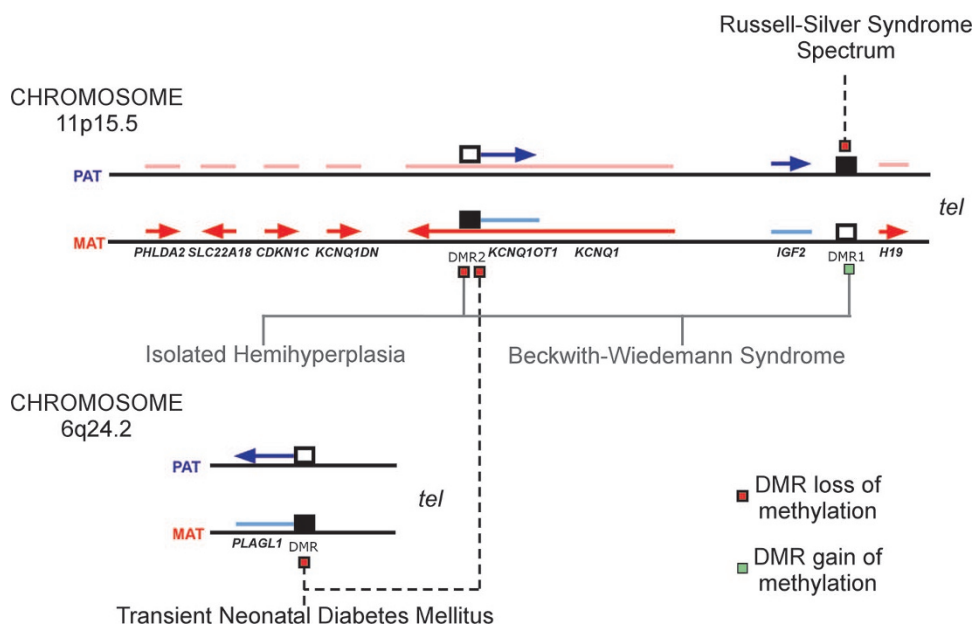 Russell-Silver Syndrome
Spectrum
CHROMOSOME
11p15.5
PAT
tel
MAT
PHLDA2 SLC22A18 CDKN1C KCNQ1DN KCNQ1OT1 KCNQ1 IGF2 H19
DMR2 DMR1
Isolated Hemihyperplasia Beckwith-Wiedemann Syndrome
CHROMOSOME
6q24.2
PAT
tel
MAT
PLAGL1 DMR
DMR loss of
methylation
DMR gain of
methylation
Transient Neonatal Diabetes Mellitus